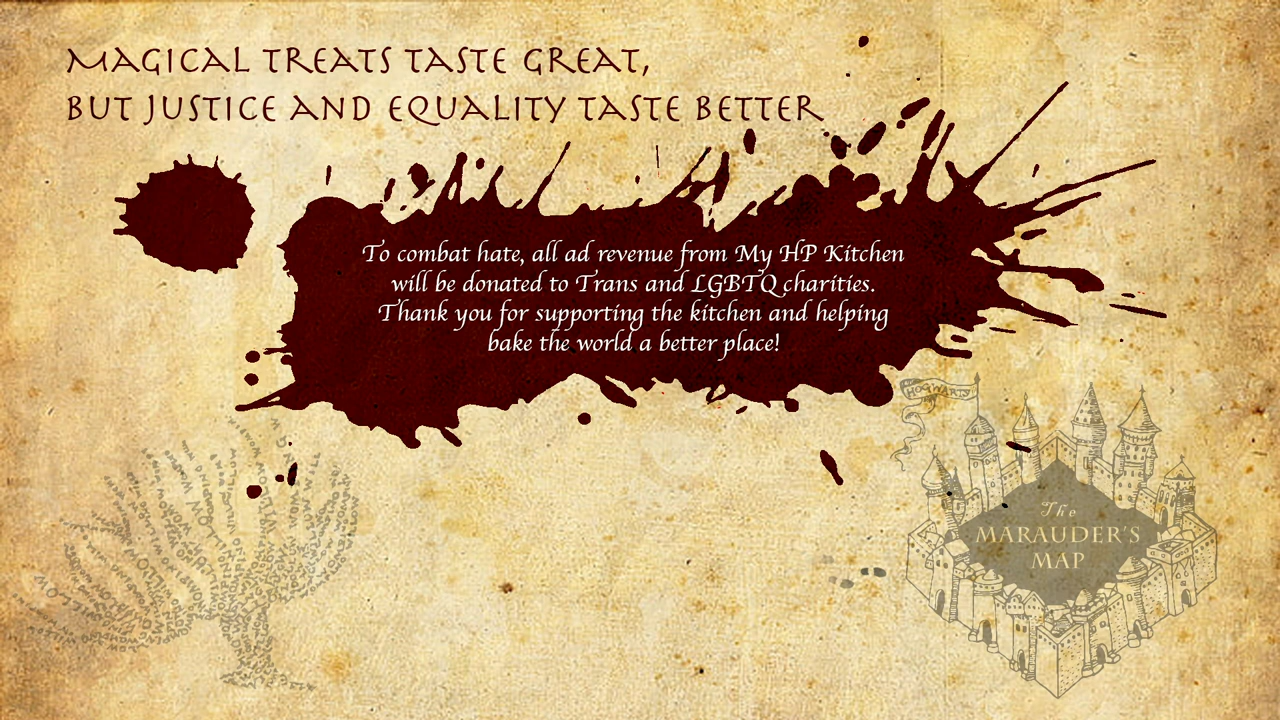 Magical treats taste great,
but justice and equality taste better
To combat hate, all ad revenue from My HP Kitchen
will be donated to Trans and LGBTQ charities.
Thank you for supporting the kitchen and helping
bake the world a better place!
HOGWARTS
The
MARAUDER'S
MAP